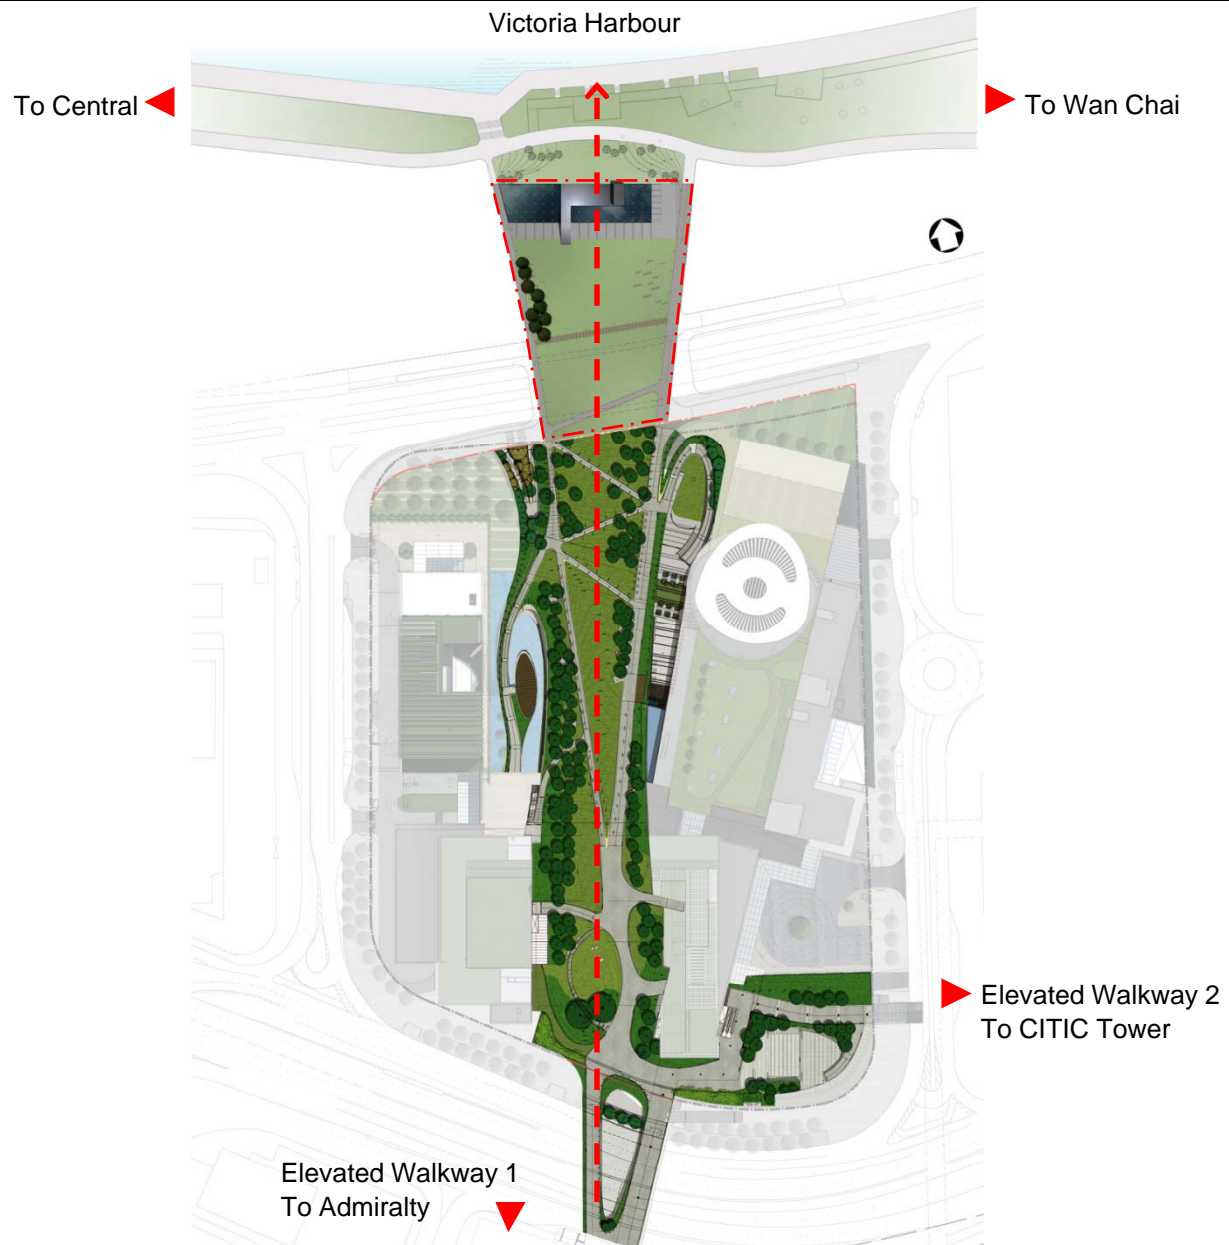 Victoria Harbour
To Central
To Wan Chai
Elevated Walkway 2
To CITIC Tower
Elevated Walkway 1
To Admiralty